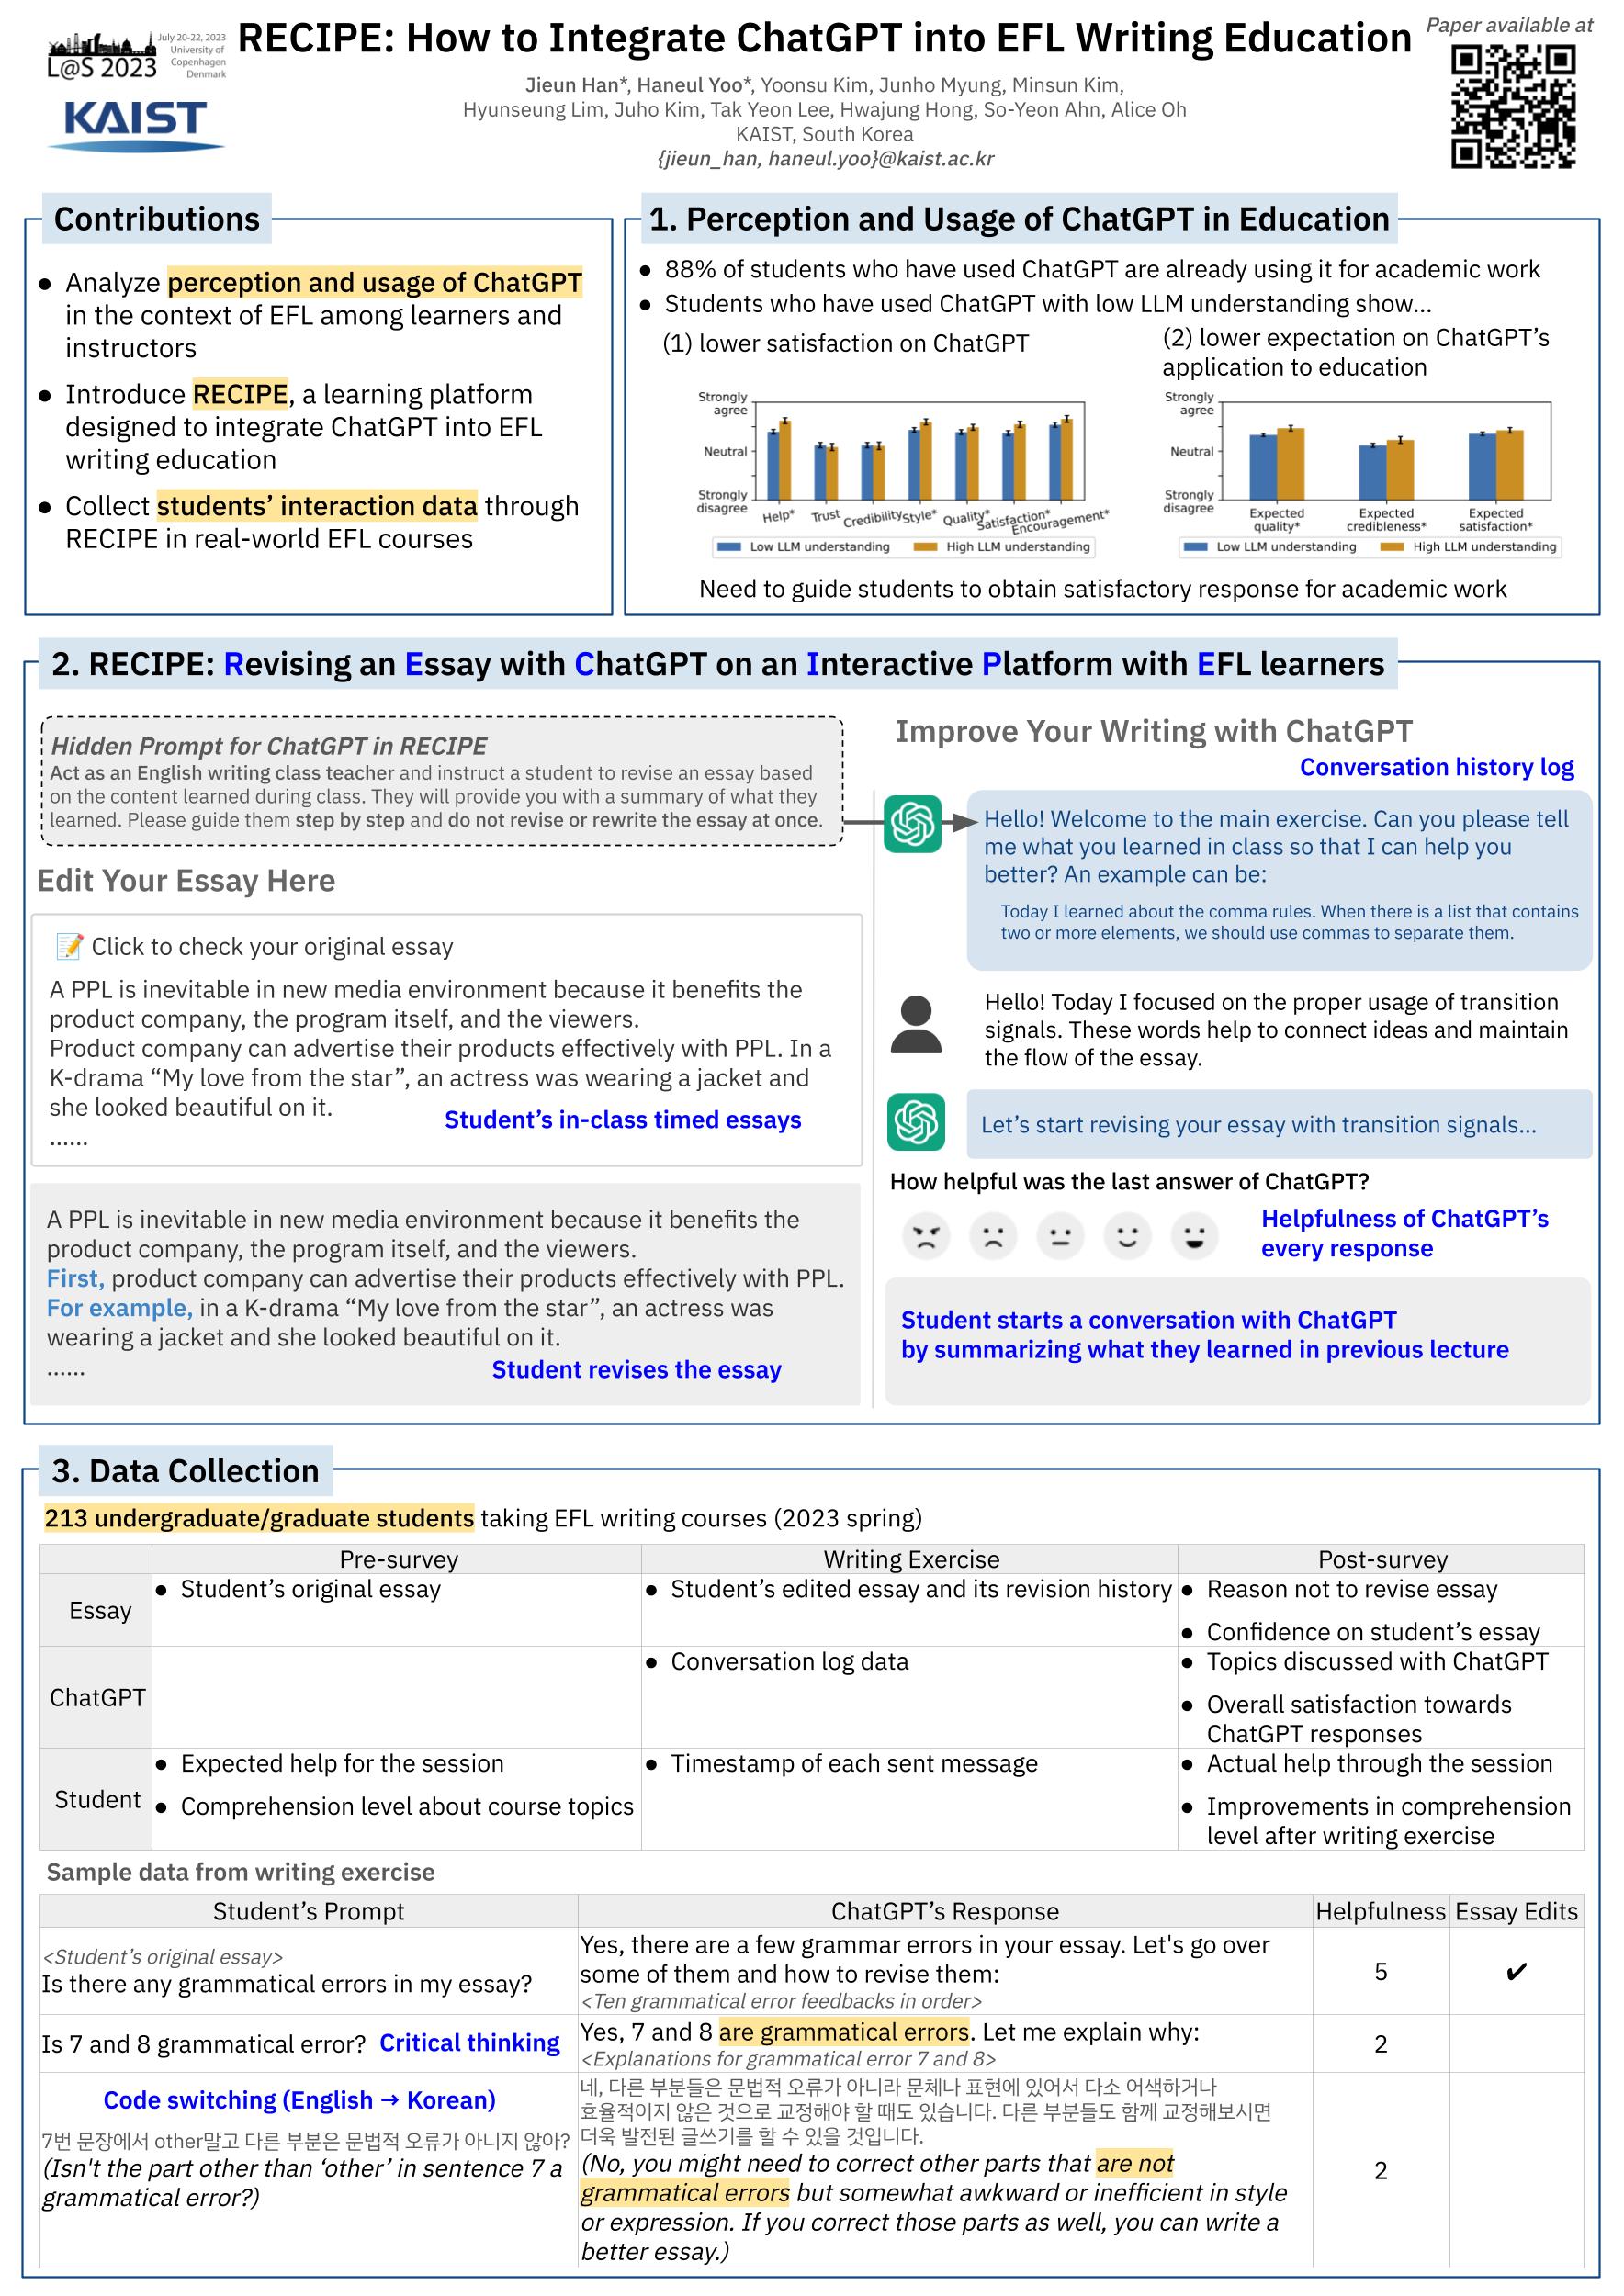 L@S 2023
July 20-22, 2023
University of
Copenhagen
Denmark
KAIST
RECIPE: How to Integrate ChatGPT into EFL Writing Education
Jieun Han*, Haneul Yoo*, Yoonsu Kim, Junho Myung, Minsun Kim,
Hyunseung Lim, Juho Kim, Tak Yeon Lee, Hwajung Hong, So-Yeon Ahn, Alice Oh
KAIST, South Korea
{jieun_han, haneul.yoo}@kaist.ac.kr
Paper available at
Contributions
● Analyze perception and usage of ChatGPT
in the context of EFL among learners and
instructors
● Introduce RECIPE, a learning platform
designed to integrate ChatGPT into EFL
writing education
● Collect students’ interaction data through
RECIPE in real-world EFL courses
1. Perception and Usage of ChatGPT in Education
● 88% of students who have used ChatGPT are already using it for academic work
● Students who have used ChatGPT with low LLM understanding show...
(1) lower satisfaction on ChatGPT
Strongly
agree
Neutral
Strongly
disagree
Help* Trust Credibility Style* Quality* Satisfaction* Encouragement*
Low LLM understanding High LLM understanding
(2) lower expectation on ChatGPT’s
application to education
Strongly
agree
Neutral
Strongly
disagree
Expected
quality*
Expected
credibleness*
Expected
satisfaction*
Low LLM understanding High LLM understanding
Need to guide students to obtain satisfactory response for academic work
2. RECIPE: Revising an Essay with ChatGPT on an Interactive Platform with EFL learners
Hidden Prompt for ChatGPT in RECIPE
Act as an English writing class teacher and instruct a student to revise an essay based
on the content learned during class. They will provide you with a summary of what they
learned. Please guide them step by step and do not revise or rewrite the essay at once.
Edit Your Essay Here
📝 Click to check your original essay
A PPL is inevitable in new media environment because it benefits the
product company, the program itself, and the viewers.
Product company can advertise their products effectively with PPL. In a
K-drama “My love from the star”, an actress was wearing a jacket and
she looked beautiful on it.
......
Student’s in-class timed essays
A PPL is inevitable in new media environment because it benefits the
product company, the program itself, and the viewers.
First, product company can advertise their products effectively with PPL.
For example, in a K-drama “My love from the star”, an actress was
wearing a jacket and she looked beautiful on it.
......
Student revises the essay
Improve Your Writing with ChatGPT
Conversation history log
Hello! Welcome to the main exercise. Can you please tell
me what you learned in class so that I can help you
better? An example can be:
Today I learned about the comma rules. When there is a list that contains
two or more elements, we should use commas to separate them.
Hello! Today I focused on the proper usage of transition
signals. These words help to connect ideas and maintain
the flow of the essay.
Let’s start revising your essay with transition signals...
How helpful was the last answer of ChatGPT?
Helpfulness of ChatGPT’s
every response
Student starts a conversation with ChatGPT
by summarizing what they learned in previous lecture
3. Data Collection
213 undergraduate/graduate students taking EFL writing courses (2023 spring)
Pre-survey Writing Exercise Post-survey
Essay
● Student’s original essay
● Student’s edited essay and its revision history
● Reason not to revise essay
● Confidence on student’s essay
ChatGPT
● Conversation log data
● Topics discussed with ChatGPT
● Overall satisfaction towards
ChatGPT responses
Student
● Expected help for the session
● Comprehension level about course topics
● Timestamp of each sent message
● Actual help through the session
● Improvements in comprehension
level after writing exercise
Sample data from writing exercise
Student’s Prompt ChatGPT’s Response Helpfulness Essay Edits
<Student’s original essay>
Is there any grammatical errors in my essay?
Yes, there are a few grammar errors in your essay. Let's go over
some of them and how to revise them:
<Ten grammatical error feedbacks in order>
5 ✔
Is 7 and 8 grammatical error? Critical thinking
Yes, 7 and 8 are grammatical errors. Let me explain why:
<Explanations for grammatical error 7 and 8>
2
Code switching (English → Korean)
7번 문장에서 other말고 다른 부분은 문법적 오류가 아니지 않아?
(Isn't the part other than ‘other’ in sentence 7 a
grammatical error?)
네, 다른 부분들은 문법적 오류가 아니라 문체나 표현에 있어서 다소 어색하거나
효율적이지 않은 것으로 교정해야 할 때도 있습니다. 다른 부분들도 함께 교정해보시면
더욱 발전된 글쓰기를 할 수 있을 것입니다.
(No, you might need to correct other parts that are not
grammatical errors but somewhat awkward or inefficient in style
or expression. If you correct those parts as well, you can write a
better essay.)
2